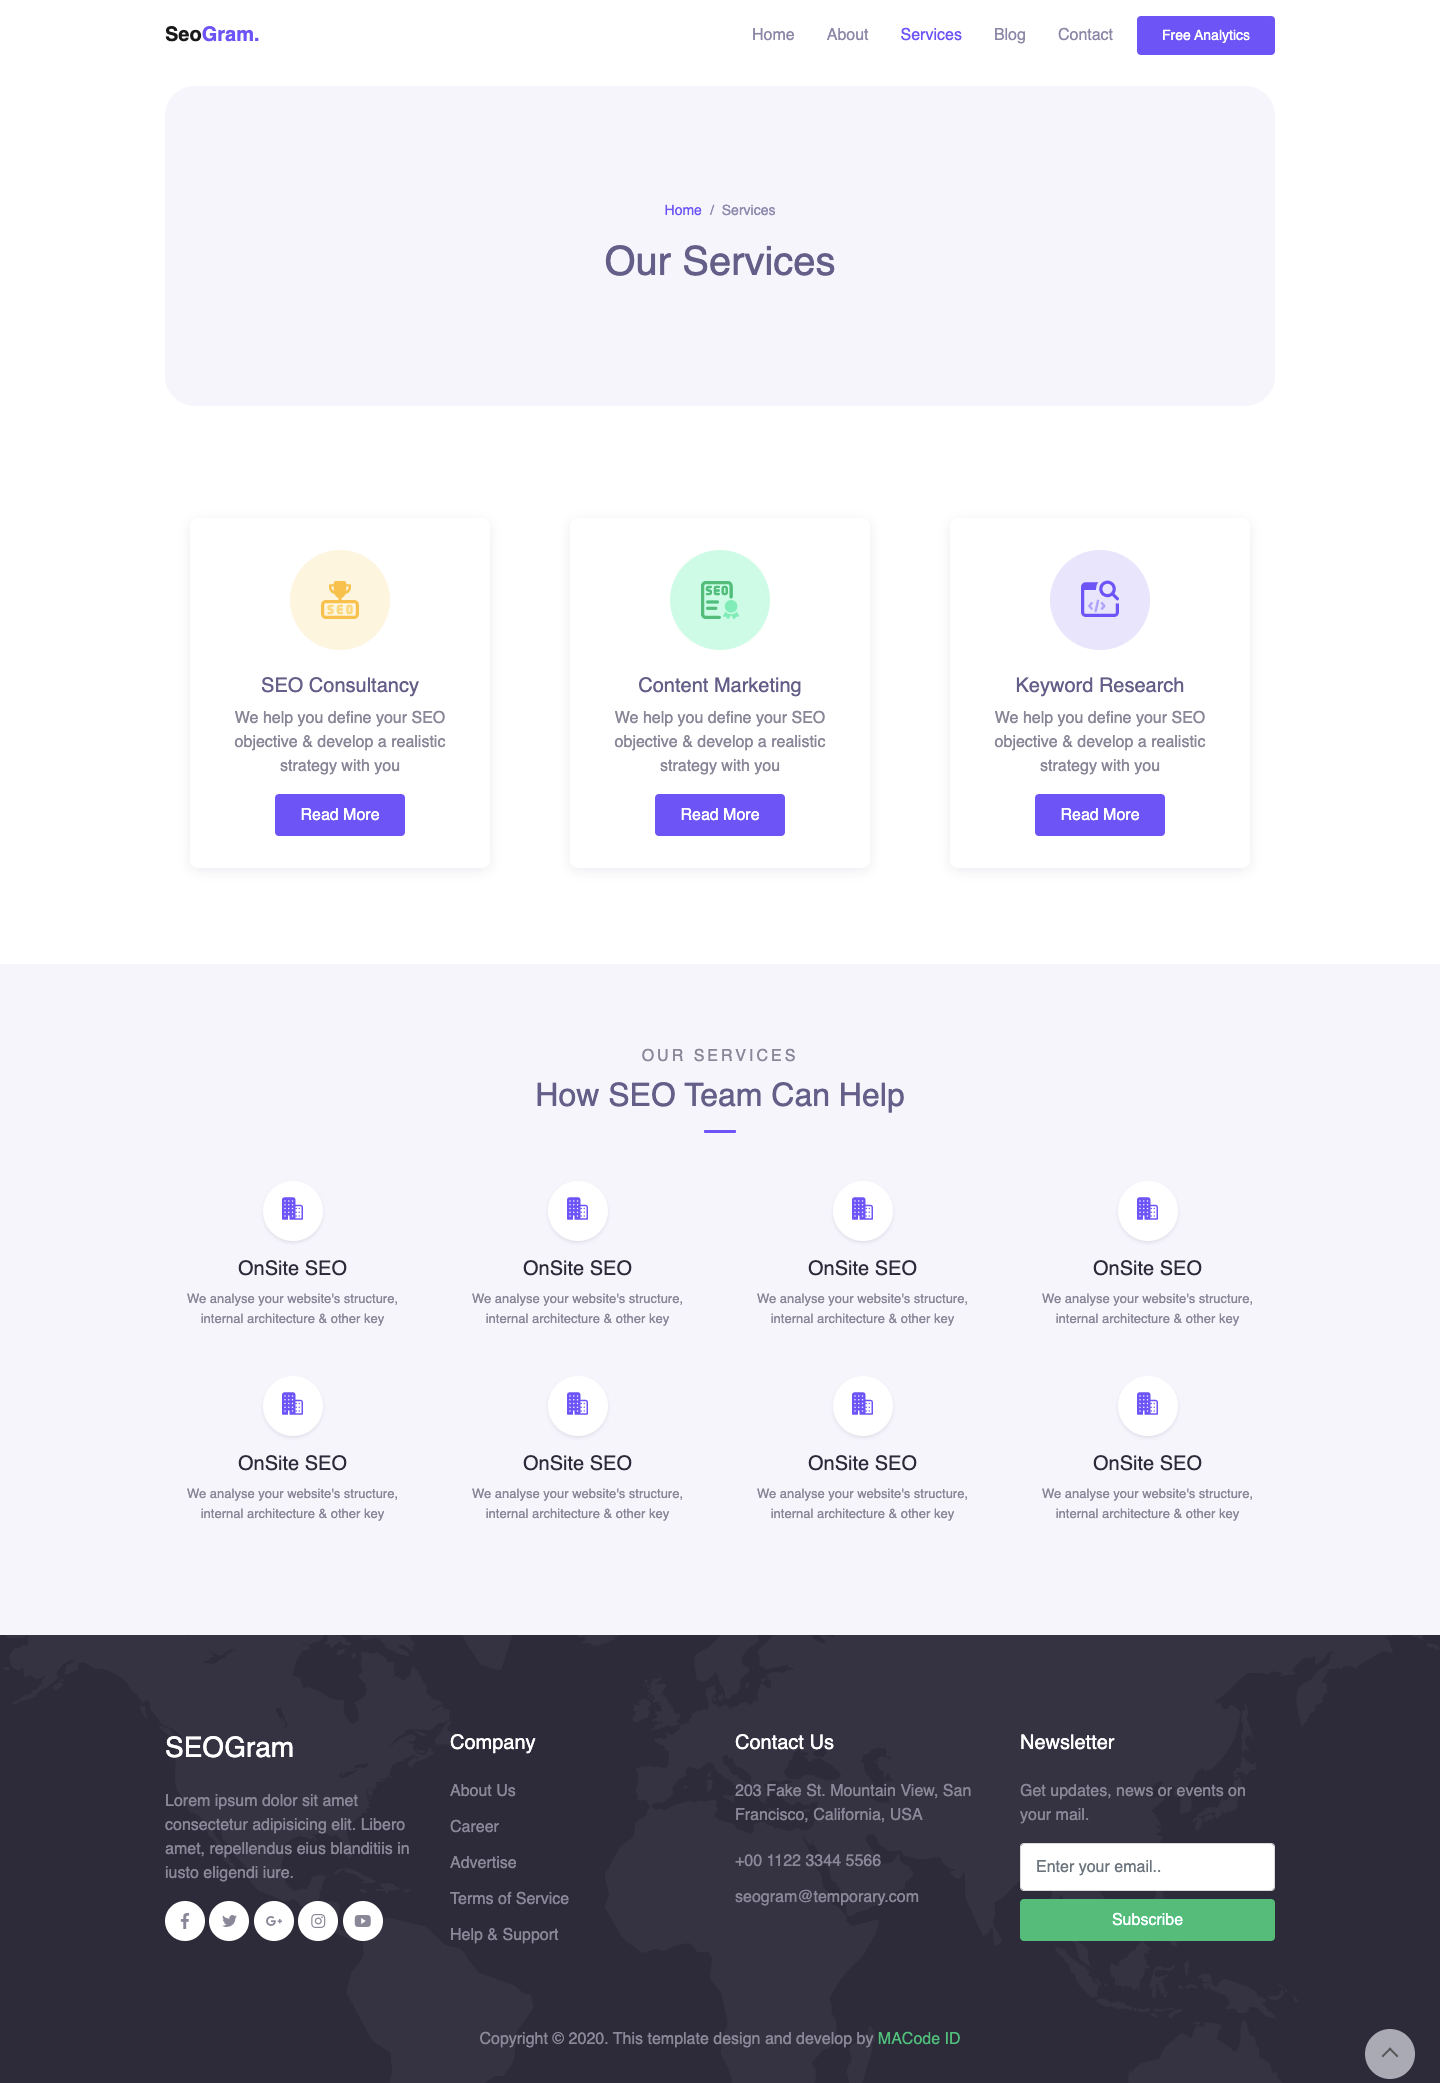 SeoGram.
Home
About
Services
Blog
Contact
Free Analytics
Home / Services
Our Services
SEO
SEO Consultancy
We help you define your SEO
objective & develop a realistic
strategy with you
Read More
SEO
Content Marketing
We help you define your SEO
objective & develop a realistic
strategy with you
Read More
</>
Keyword Research
We help you define your SEO
objective & develop a realistic
strategy with you
Read More
OUR SERVICES
How SEO Team Can Help
OnSite SEO
We analyse your website's structure,
internal architecture & other key
OnSite SEO
We analyse your website's structure,
internal architecture & other key
OnSite SEO
We analyse your website's structure,
internal architecture & other key
OnSite SEO
We analyse your website's structure,
internal architecture & other key
OnSite SEO
We analyse your website's structure,
internal architecture & other key
OnSite SEO
We analyse your website's structure,
internal architecture & other key
OnSite SEO
We analyse your website's structure,
internal architecture & other key
OnSite SEO
We analyse your website's structure,
internal architecture & other key
SEOGram
Lorem ipsum dolor sit amet
consectetur adipisicing elit. Libero
amet, repellendus eius blanditiis in
iusto eligendi iure.
Company
About Us
Career
Advertise
Terms of Service
Help & Support
Contact Us
203 Fake St. Mountain View, San
Francisco, California, USA
+00 1122 3344 5566
seogram@temporary.com
Newsletter
Get updates, news or events on
your mail.
Enter your email..
Subscribe
Copyright © 2020. This template design and develop by MACode ID